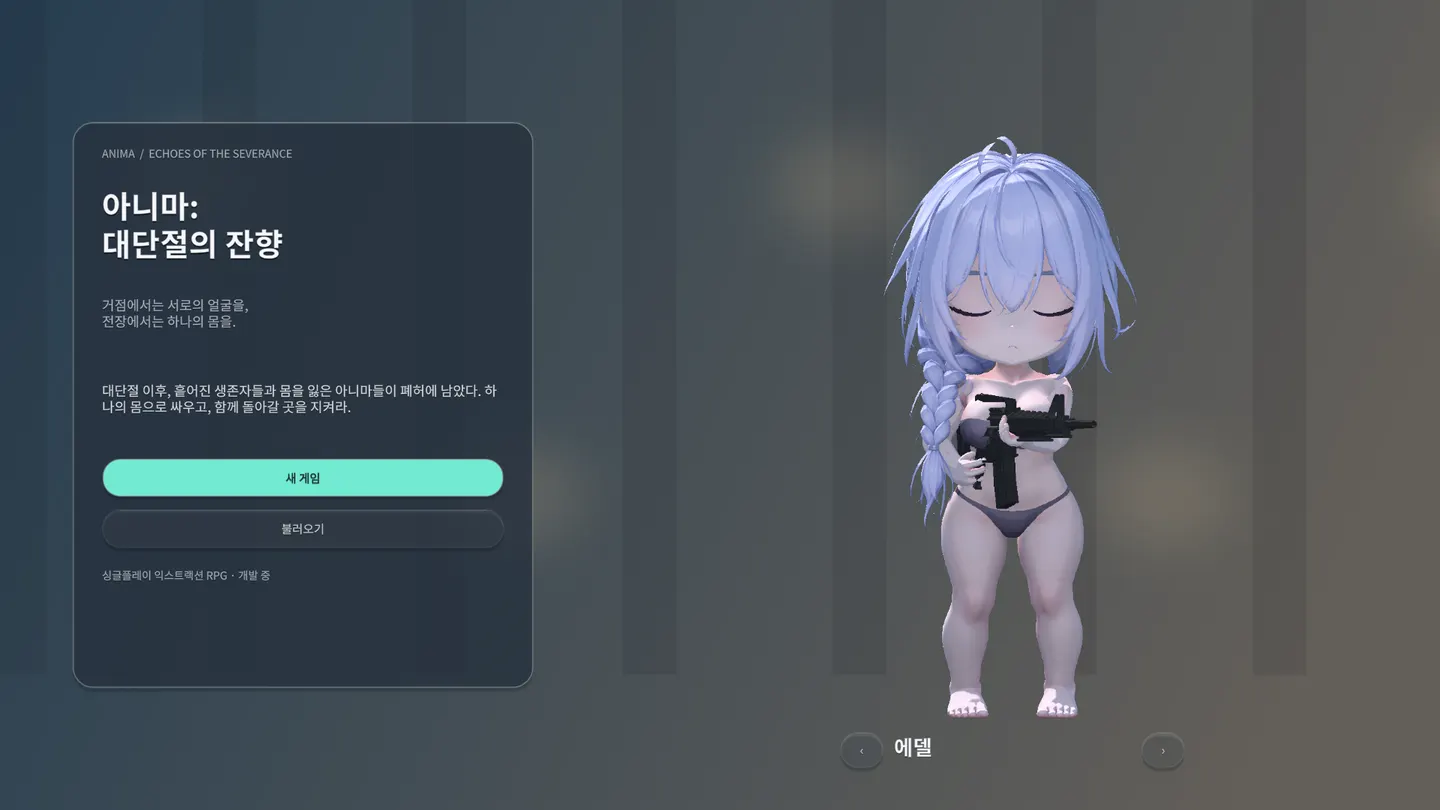 ANIMA / ECHOES OF THE SEVERANCE
아니마:
대단절의 잔향
거점에서는 서로의 얼굴을,
전장에서는 하나의 몸을.
대단절 이후, 흩어진 생존자들과 몸을 잃은 아니마들이 폐허에 남았다. 하
나의 몸으로 싸우고, 함께 돌아갈 곳을 지켜라.
새 게임
불러오기
싱글플레이 익스트랙션 RPG · 개발 중
‹ 에델 ›